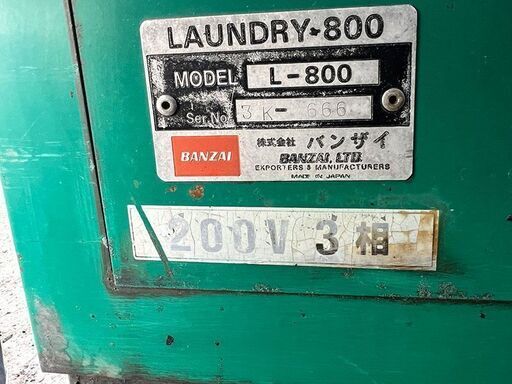 LAUNDRY-800
MODEL L-800
Ser.No. 3K-666
BANZAI
株式会社 バンザイ
BANZAI, LTD.
EXPORTERS & MANUFACTURERS
MADE IN JAPAN
200V 3相